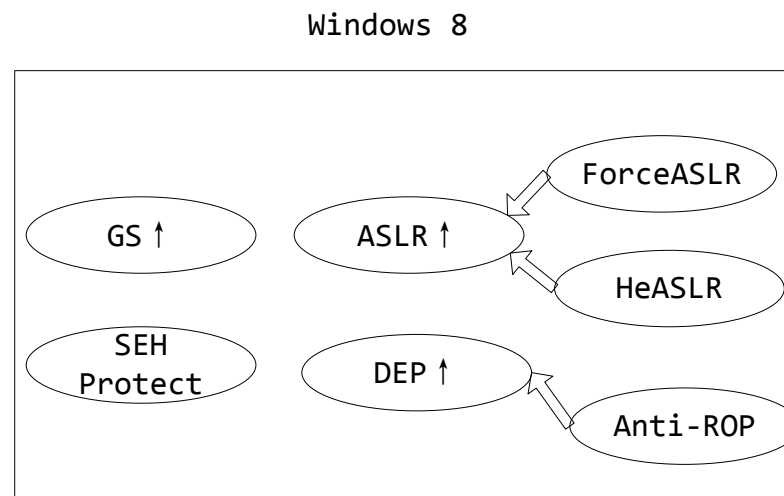 Windows 8
ForceASLR
GS ↑
ASLR ↑
HeASLR
SEH
Protect
DEP ↑
Anti-ROP